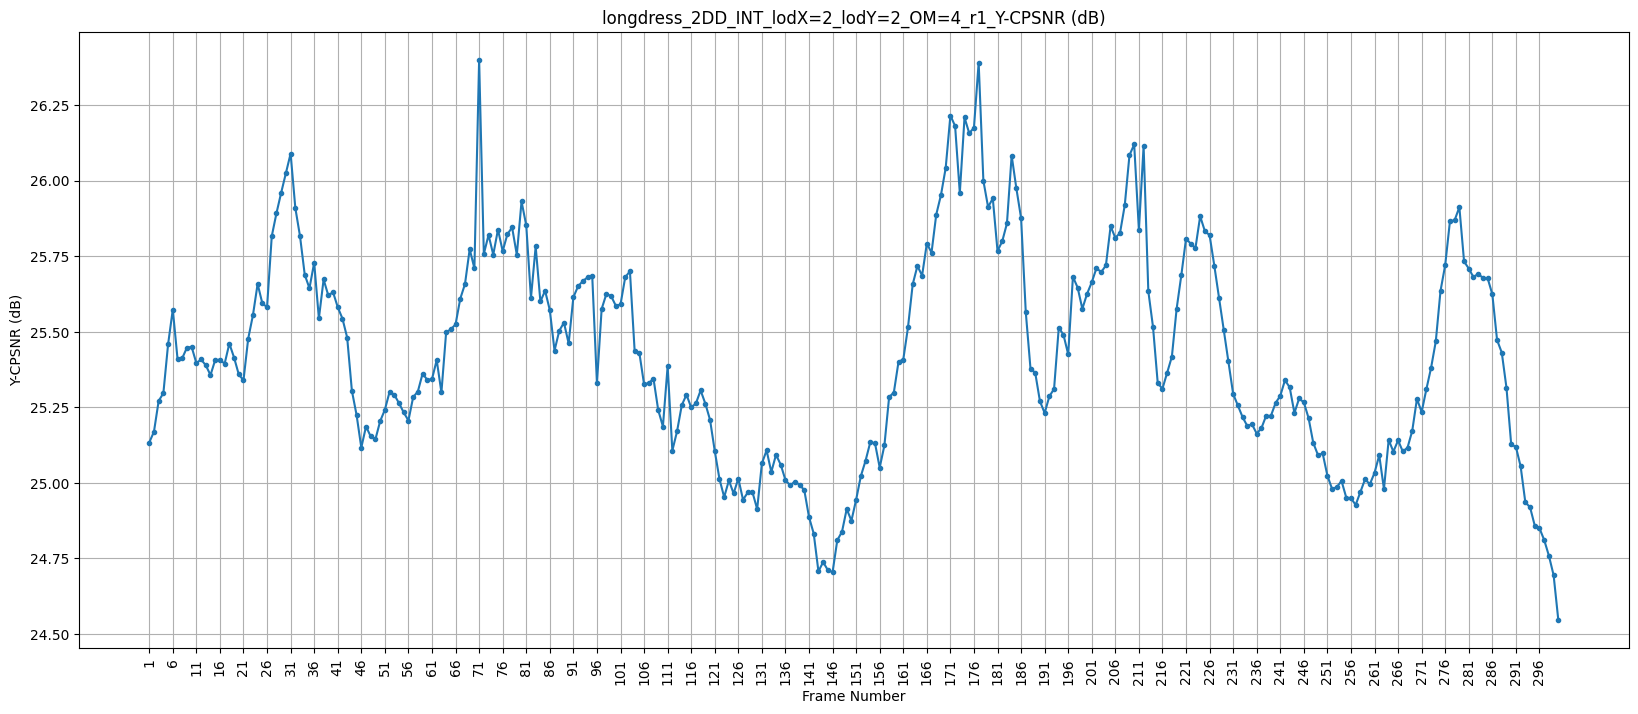 longdress_2DD_INT_lodX=2_lodY=2_OM=4_r1_Y-CPSNR (dB)
Y-CPSNR (dB)
26.25
26.00
25.75
25.50
25.25
25.00
24.75
24.50
1 6 11 16 21 26 31 36 41 46 51 56 61 66 71 76 81 86 91 96 101 106 111 116 121 126 131 136 141 146 151 156 161 166 171 176 181 186 191 196 201 206 211 216 221 226 231 236 241 246 251 256 261 266 271 276 281 286 291 296
Frame Number